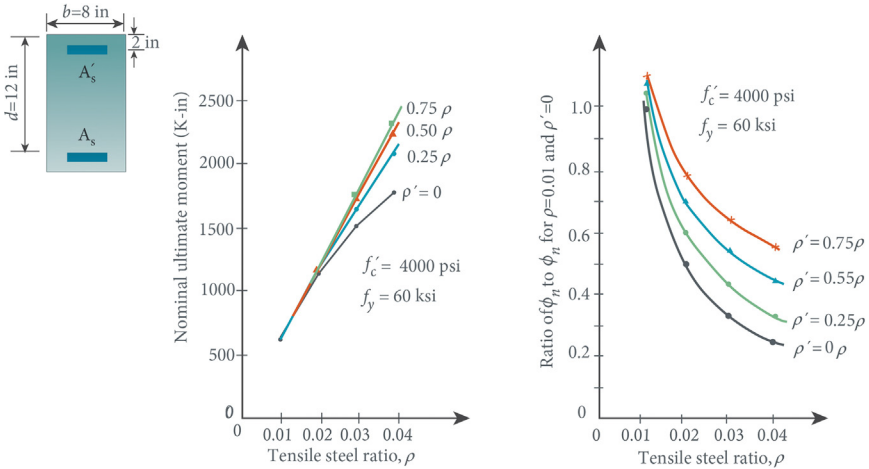 b=8 in
2 in
d=12 in
A′s
As
Nominal ultimate moment (K-in)
2500
2000
1500
1000
500
0
0
0.01
0.02
0.03
0.04
Tensile steel ratio, ρ
0.75 ρ
0.50 ρ
0.25 ρ
ρ′= 0
fc′= 4000 psi
fy = 60 ksi
Ratio of ϕn to ϕn for ρ=0.01 and ρ′=0
1.0
0.8
0.6
0.4
0.2
0
0
0.01
0.02
0.03
0.04
Tensile steel ratio, ρ
fc′= 4000 psi
fy = 60 ksi
ρ′= 0.75ρ
ρ′= 0.55ρ
ρ′= 0.25ρ
ρ′= 0 ρ